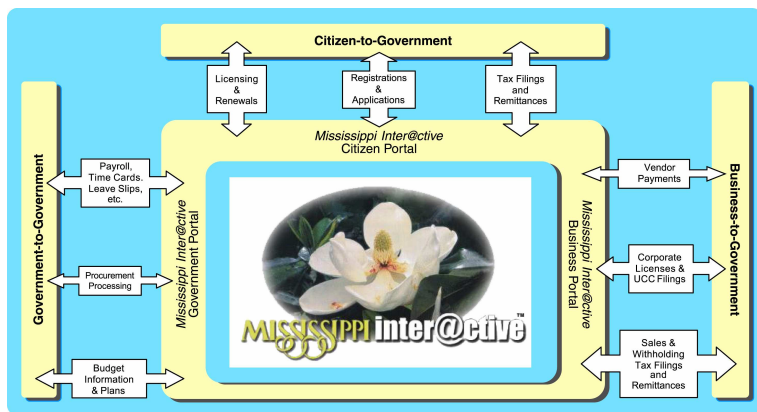 Citizen-to-Government
Licensing
&
Renewals
Registrations
&
Applications
Tax Filings
and
Remittances
Mississippi Inter@ctive
Citizen Portal
Government-to-Government
Payroll,
Time Cards.
Leave Slips,
etc.
Procurement
Processing
Budget
Information
& Plans
Mississippi Inter@ctive
Government Portal
MISSISSIPPI inter@ctive™
Mississippi Inter@ctive
Business Portal
Vendor
Payments
Corporate
Licenses &
UCC Filings
Sales &
Withholding
Tax Filings
and
Remittances
Business-to-Government